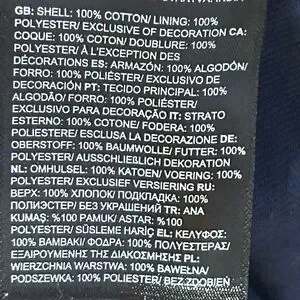 GB: SHELL: 100% COTTON/ LINING: 100%
POLYESTER/ EXCLUSIVE OF DECORATION CA:
COQUE: 100% COTON/ DOUBLURE: 100%
POLYESTER/ À L'EXCEPTION DES
DÉCORATIONS ES: ARMAZÓN: 100% ALGODÓN/
FORRO: 100% POLIÉSTER/ EXCLUSIVO DE
DECORACIÓN PT: TECIDO PRINCIPAL: 100%
ALGODÃO/ FORRO: 100% POLIÉSTER/
EXCLUSIVO PARA DECORAÇÃO IT: STRATO
ESTERNO: 100% COTONE/ FODERA: 100%
POLIESTERE/ ESCLUSA LA DECORAZIONE DE:
OBERSTOFF: 100% BAUMWOLLE/ FUTTER: 100%
POLYESTER/ AUSSCHLIEßLICH DEKORATION
NL: OMHULSEL: 100% KATOEN/ VOERING: 100%
POLYESTER/ EXCLUSIEF VERSIERING RU:
ВЕРХ: 100% ХЛОПОК/ ПОДКЛАДКА: 100%
ПОЛИЭСТЕР/ БЕЗ УКРАШЕНИЙ TR: ANA
KUMAŞ: %100 PAMUK/ ASTAR: %100
POLYESTER/ SÜSLEME HARİÇ EL: ΚΕΛΥΦΟΣ:
100% ΒΑΜΒΑΚΙ/ ΦΟΔΡΑ: 100% ΠΟΛΥΕΣΤΕΡΑΣ/
ΕΞΑΙΡΟΥΜΕΝΗΣ ΤΗΣ ΔΙΑΚΟΣΜΗΣΗΣ PL:
WIERZCHNIA WARSTWA: 100% BAWEŁNA/
PODSZEWKA: 100% POLIESTER/ BEZ OZDÓB